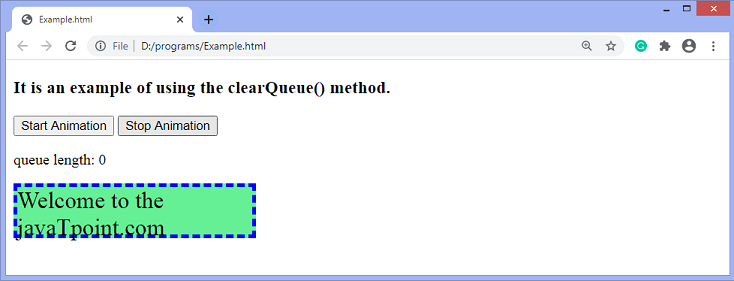 Example.html
File
D:/programs/Example.html
It is an example of using the clearQueue() method.
Start Animation Stop Animation
queue length: 0
Welcome to the
javaTpoint.com